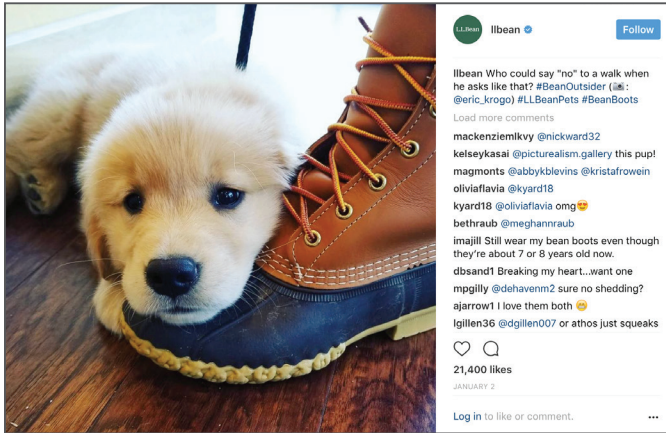 L.L.Bean
llbean
Follow
llbean Who could say "no" to a walk when
he asks like that? #BeanOutsider (📷:
@eric_krogo) #LLBeanPets #BeanBoots
Load more comments
mackenziemlkvy @nickward32
kelseykasai @picturealism.gallery this pup!
magmonts @abbykblevins @kristafrowein
oliviaflavia @kyard18
kyard18 @oliviaflavia omg😍
bethraub @meghannraub
imajill Still wear my bean boots even though
they're about 7 or 8 years old now.
dbsand1 Breaking my heart...want one
mpgilly @dehavenm2 sure no shedding?
ajarrow1 I love them both 😁
lgillen36 @dgillen007 or athos just squeaks
21,400 likes
JANUARY 2
Log in to like or comment.